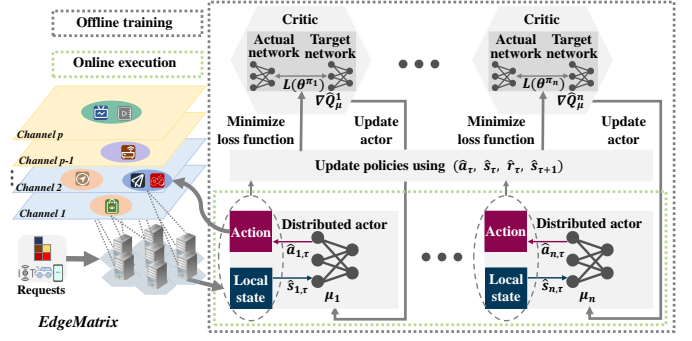 Offline training
Online execution
Channel p
Channel p-1
Channel 2
Channel 1
Requests
EdgeMatrix
Critic
Actual network
Target network
L(θ^{π_1})
∇Q̂^1_μ
Minimize loss function
Update actor
Critic
Actual network
Target network
L(θ^{π_n})
∇Q̂^n_μ
Minimize loss function
Update actor
Update policies using (â_τ, ŝ_τ, r̂_τ, ŝ_{τ+1})
Action
Distributed actor
â_{1,τ}
Local state
ŝ_{1,τ}
μ_1
Action
Distributed actor
â_{n,τ}
Local state
ŝ_{n,τ}
μ_n